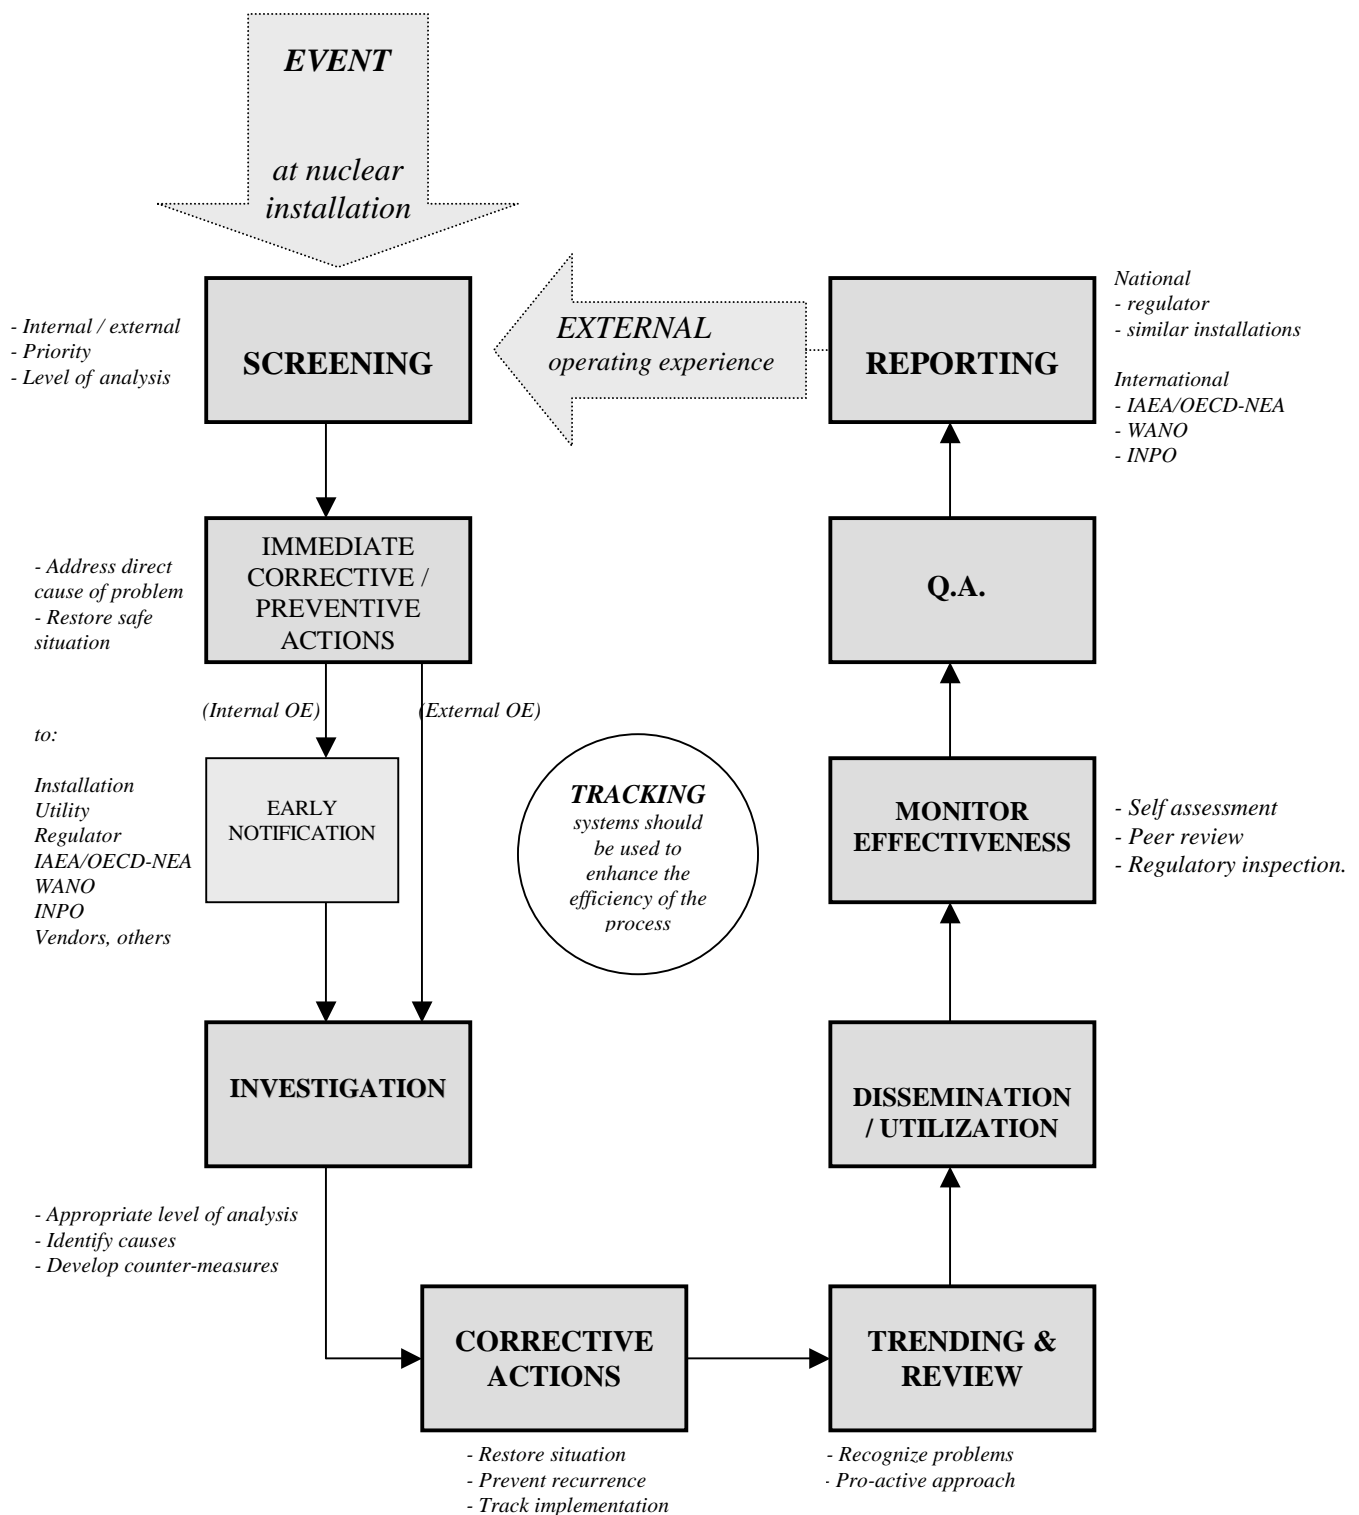 EVENT
at nuclear
installation
- Internal / external
- Priority
- Level of analysis
SCREENING
EXTERNAL
operating experience
REPORTING
National
- regulator
- similar installations
International
- IAEA/OECD-NEA
- WANO
- INPO
- Address direct
cause of problem
- Restore safe
situation
IMMEDIATE
CORRECTIVE /
PREVENTIVE
ACTIONS
Q.A.
(Internal OE)
(External OE)
to:
Installation
Utility
Regulator
IAEA/OECD-NEA
WANO
INPO
Vendors, others
EARLY
NOTIFICATION
TRACKING
systems should
be used to
enhance the
efficiency of the
process
MONITOR
EFFECTIVENESS
- Self assessment
- Peer review
- Regulatory inspection.
INVESTIGATION
DISSEMINATION
/ UTILIZATION
- Appropriate level of analysis
- Identify causes
- Develop counter-measures
CORRECTIVE
ACTIONS
TRENDING &
REVIEW
- Restore situation
- Prevent recurrence
- Track implementation
- Recognize problems
- Pro-active approach